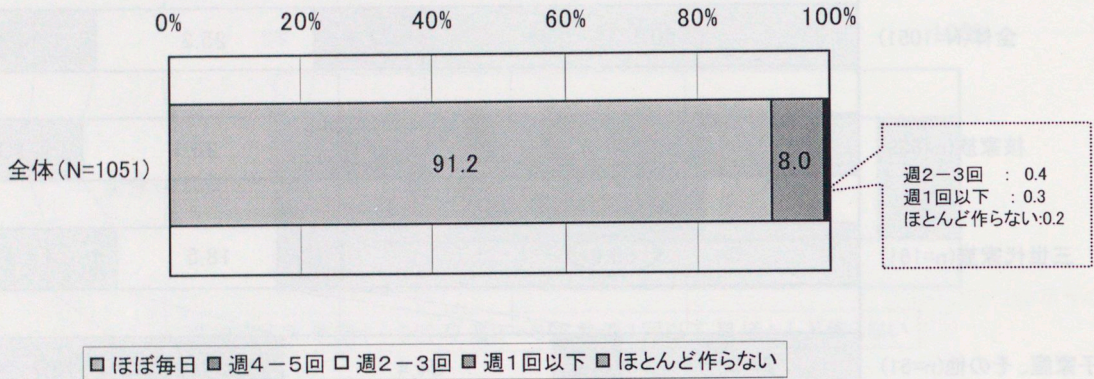 0% 20% 40% 60% 80% 100%
全体(N=1051) 91.2 8.0
週2－3回 : 0.4
週1回以下 : 0.3
ほとんど作らない:0.2
ほぼ毎日 週4－5回 週2－3回 週1回以下 ほとんど作らない